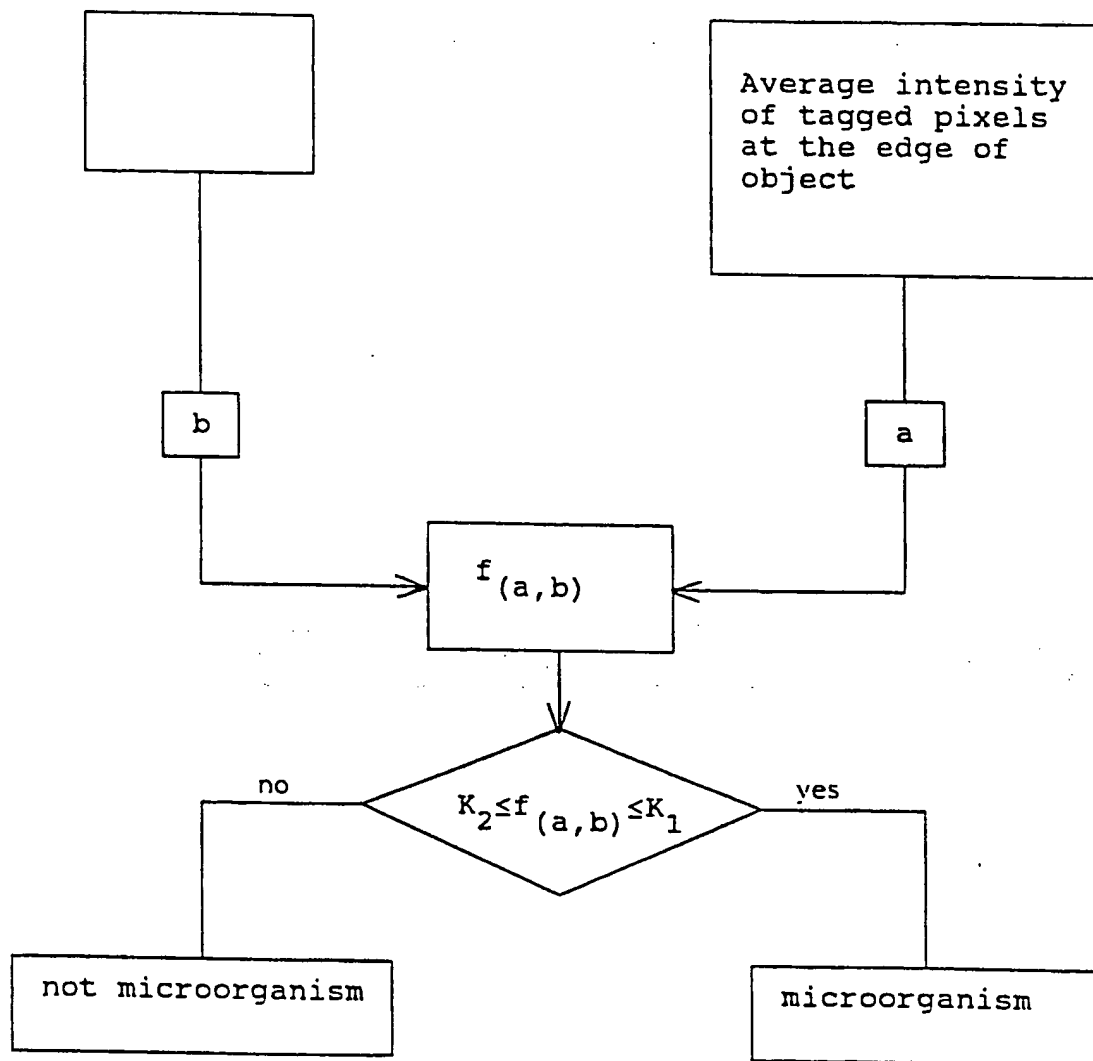 Average intensity
of tagged pixels
at the edge of
object
b
a
f(a,b)
no
yes
K2≤f(a,b)≤K1
not microorganism
microorganism